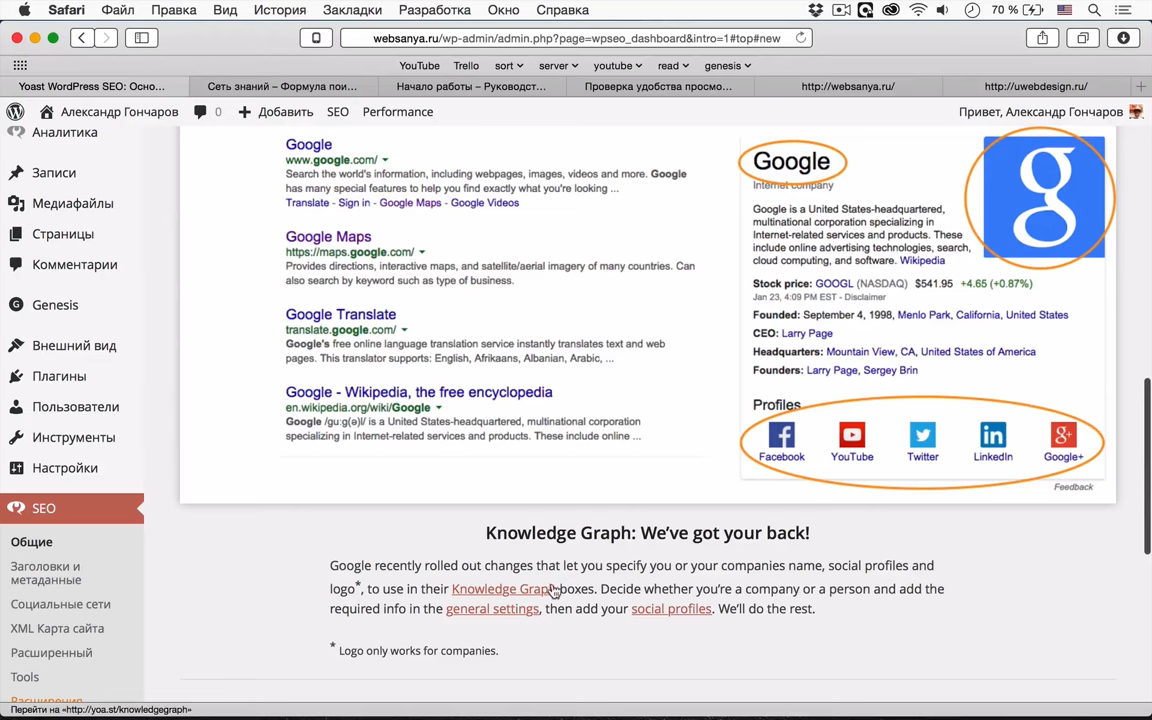 Safari Файл Правка Вид История Закладки Разработка Окно Справка 70 %
websanya.ru/wp-admin/admin.php?page=wpseo_dashboard&intro=1#top#new
YouTube Trello sort server youtube read genesis
Yoast WordPress SEO: Осно... Сеть знаний – Формула пои... Начало работы – Руководст... Проверка удобства просмо... http://websanya.ru/ http://uwebdesign.ru/
Александр Гончаров 0 Добавить SEO Performance Привет, Александр Гончаров
Аналитика
Записи
Медиафайлы
Страницы
Комментарии
Genesis
Внешний вид
Плагины
Пользователи
Инструменты
Настройки
SEO
Общие
Заголовки и
метаданные
Социальные сети
XML Карта сайта
Расширенный
Tools
Расширения
Перейти на «http://yoa.st/knowledgegraph»
Google
www.google.com/
Search the world's information, including webpages, images, videos and more. Google
has many special features to help you find exactly what you're looking ...
Translate - Sign in - Google Maps - Google Videos
Google Maps
https://maps.google.com/
Provides directions, interactive maps, and satellite/aerial imagery of many countries. Can
also search by keyword such as type of business.
Google Translate
translate.google.com/
Google's free online language translation service instantly translates text and web
pages. This translator supports: English, Afrikaans, Albanian, Arabic, ...
Google - Wikipedia, the free encyclopedia
en.wikipedia.org/wiki/Google
Google /ɡuːɡ(ə)l/ is a United States-headquartered, multinational corporation
specializing in Internet-related services and products. These include online ...
Google
Internet company
g
Google is a United States-headquartered,
multinational corporation specializing in
Internet-related services and products. These
include online advertising technologies, search,
cloud computing, and software. Wikipedia
Stock price: GOOGL (NASDAQ) $541.95 +4.65 (+0.87%)
Jan 23, 4:09 PM EST - Disclaimer
Founded: September 4, 1998, Menlo Park, California, United States
CEO: Larry Page
Headquarters: Mountain View, CA, United States of America
Founders: Larry Page, Sergey Brin
Profiles
Facebook YouTube Twitter LinkedIn Google+
Feedback
Knowledge Graph: We've got your back!
Google recently rolled out changes that let you specify you or your companies name, social profiles and
logo*, to use in their Knowledge Graph boxes. Decide whether you're a company or a person and add the
required info in the general settings, then add your social profiles. We'll do the rest.
* Logo only works for companies.